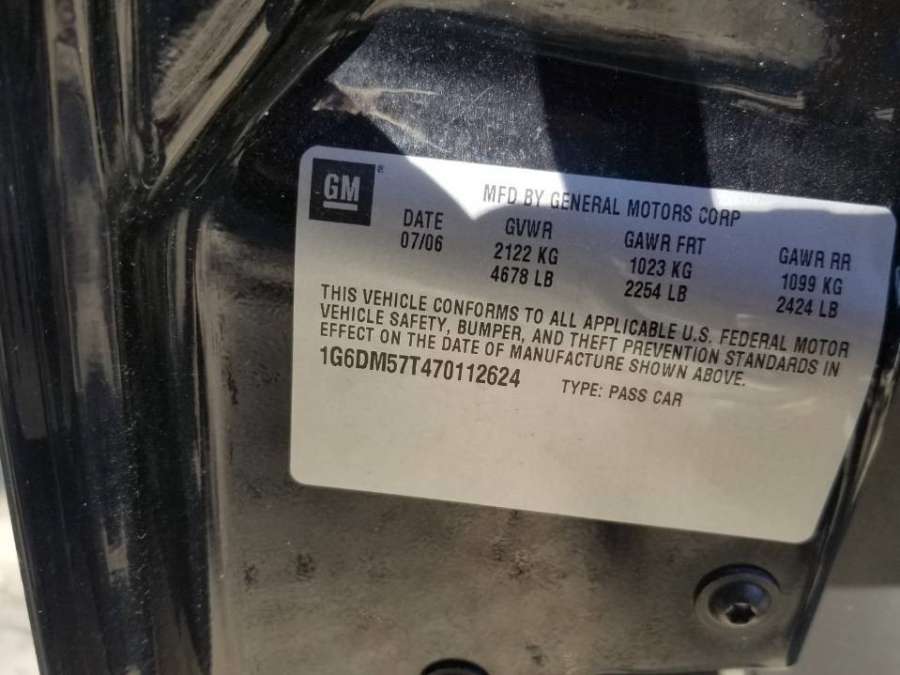 GM®
MFD BY GENERAL MOTORS CORP
DATE GVWR GAWR FRT GAWR RR
07/06 2122 KG 1023 KG 1099 KG
4678 LB 2254 LB 2424 LB
THIS VEHICLE CONFORMS TO ALL APPLICABLE U.S. FEDERAL MOTOR
VEHICLE SAFETY, BUMPER, AND THEFT PREVENTION STANDARDS IN
EFFECT ON THE DATE OF MANUFACTURE SHOWN ABOVE.
1G6DM57T470112624 TYPE: PASS CAR